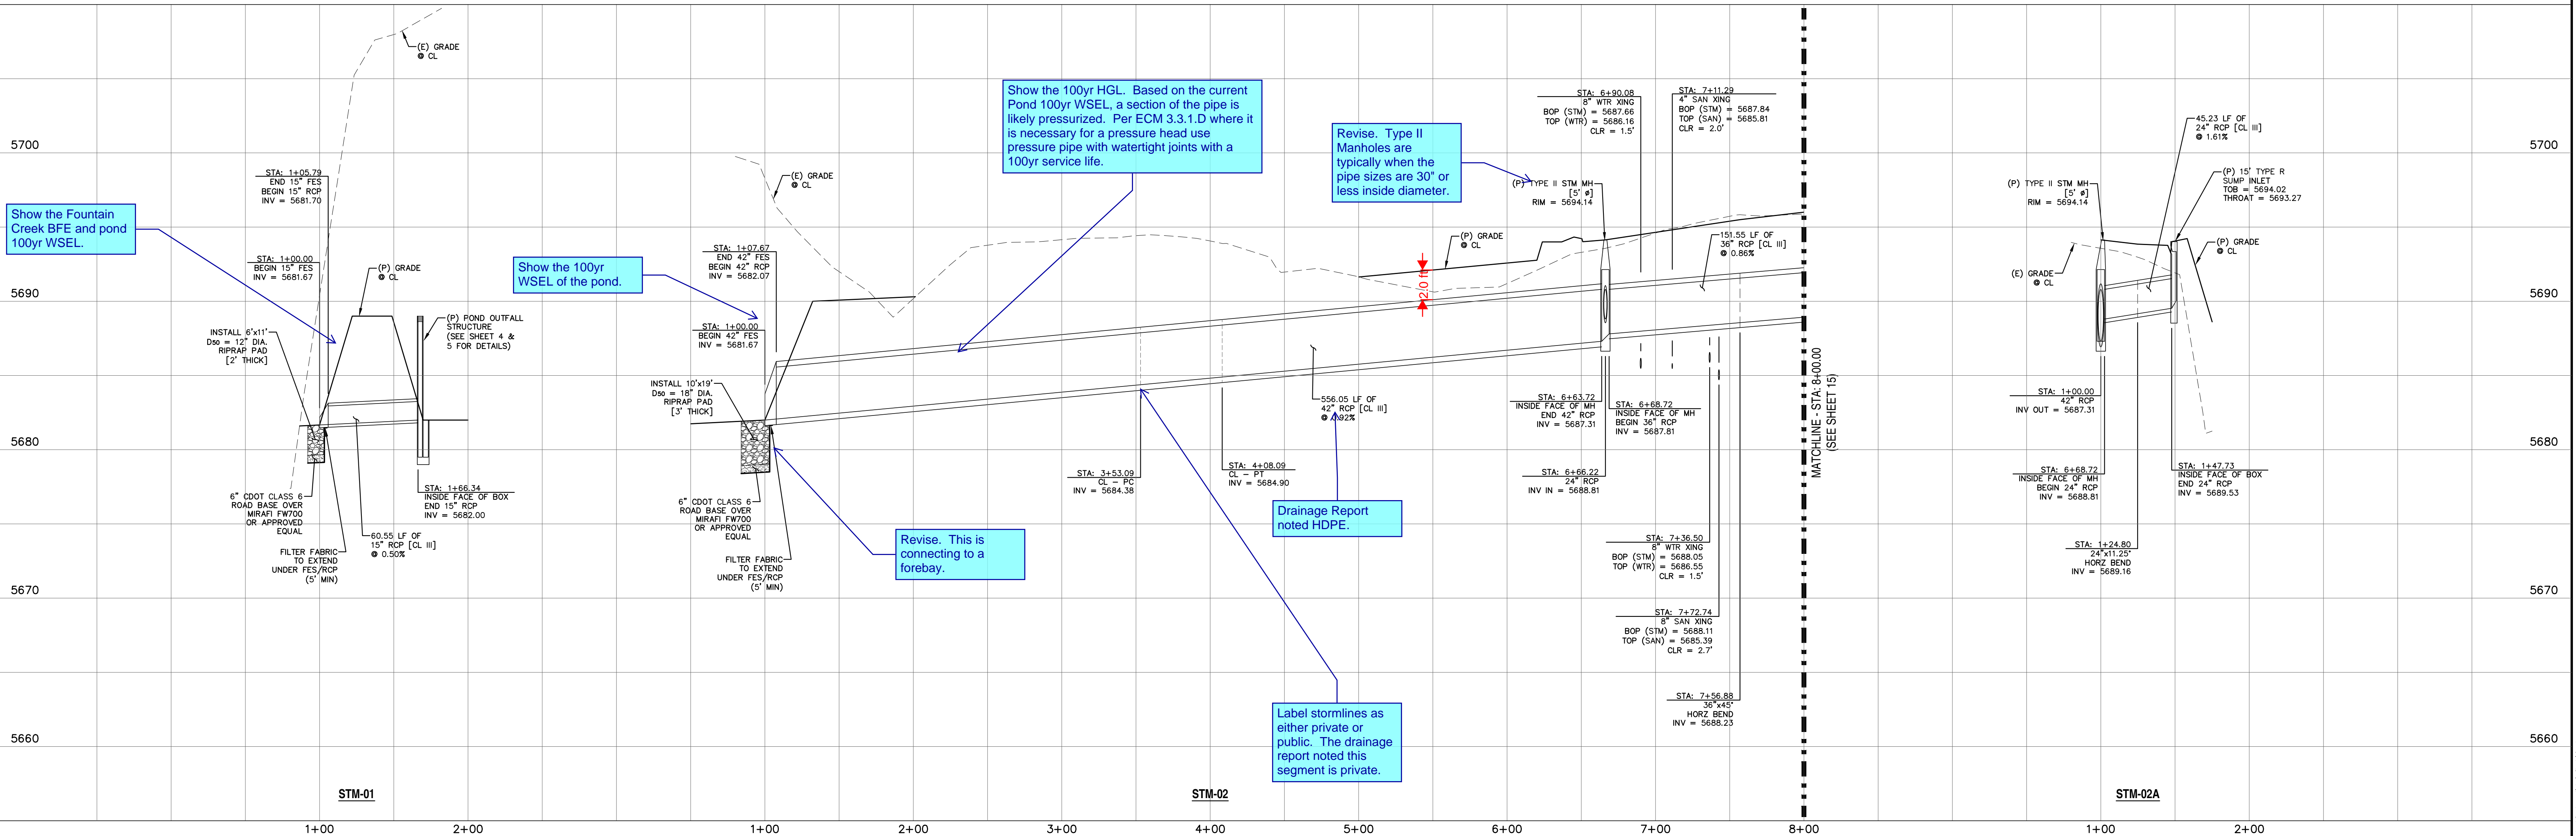 (E) GRADE
@ CL
STA: 1+05.79
END 15" FES
BEGIN 15" RCP
INV = 5681.70
Show the Fountain
Creek BFE and pond
100yr WSEL.
STA: 1+00.00
BEGIN 15" FES
INV = 5681.67
(P) GRADE
@ CL
INSTALL 6'x11'
D50 = 12" DIA.
RIPRAP PAD
[2' THICK]
(P) POND OUTFALL
STRUCTURE
(SEE SHEET 4 &
5 FOR DETAILS)
6" CDOT CLASS 6
ROAD BASE OVER
MIRAFI FW700
OR APPROVED
EQUAL
FILTER FABRIC
TO EXTEND
UNDER FES/RCP
(5' MIN)
STA: 1+66.34
INSIDE FACE OF BOX
END 15" RCP
INV = 5682.00
60.55 LF OF
15" RCP [CL III]
@ 0.50%
STM-01
Show the 100yr
WSEL of the pond.
(E) GRADE
@ CL
STA: 1+07.67
END 42" FES
BEGIN 42" RCP
INV = 5682.07
STA: 1+00.00
BEGIN 42" FES
INV = 5681.67
INSTALL 10'x19'
D50 = 18" DIA.
RIPRAP PAD
[3' THICK]
6" CDOT CLASS 6
ROAD BASE OVER
MIRAFI FW700
OR APPROVED
EQUAL
FILTER FABRIC
TO EXTEND
UNDER FES/RCP
(5' MIN)
Revise. This is
connecting to a
forebay.
Show the 100yr HGL. Based on the current
Pond 100yr WSEL, a section of the pipe is
likely pressurized. Per ECM 3.3.1.D where it
is necessary for a pressure head use
pressure pipe with watertight joints with a
100yr service life.
STA: 3+53.09
CL - PC
INV = 5684.38
STA: 4+08.09
CL - PT
INV = 5684.90
556.05 LF OF
42" RCP [CL III]
@ 0.92%
Drainage Report
noted HDPE.
Label stormlines as
either private or
public. The drainage
report noted this
segment is private.
2.0 ft
(P) GRADE
@ CL
Revise. Type II
Manholes are
typically when the
pipe sizes are 30" or
less inside diameter.
(P) TYPE II STM MH
[5' ø]
RIM = 5694.14
STA: 6+90.08
8" WTR XING
BOP (STM) = 5687.66
TOP (WTR) = 5686.16
CLR = 1.5'
STA: 7+11.29
4" SAN XING
BOP (STM) = 5687.84
TOP (SAN) = 5685.81
CLR = 2.0'
151.55 LF OF
36" RCP [CL III]
@ 0.86%
STA: 6+63.72
INSIDE FACE OF MH
END 42" RCP
INV = 5687.31
STA: 6+68.72
INSIDE FACE OF MH
BEGIN 36" RCP
INV = 5687.81
STA: 6+66.22
24" RCP
INV IN = 5688.81
STA: 7+36.50
8" WTR XING
BOP (STM) = 5688.05
TOP (WTR) = 5686.55
CLR = 1.5'
STA: 7+72.74
8" SAN XING
BOP (STM) = 5688.11
TOP (SAN) = 5685.39
CLR = 2.7'
STA: 7+56.88
36"x45°
HORZ BEND
INV = 5688.23
STM-02
MATCHLINE - STA: 8+00.00
(SEE SHEET 15)
(P) TYPE II STM MH
[5' ø]
RIM = 5694.14
45.23 LF OF
24" RCP [CL III]
@ 1.61%
(P) 15' TYPE R
SUMP INLET
TOB = 5694.02
THROAT = 5693.27
(P) GRADE
@ CL
(E) GRADE
@ CL
STA: 1+00.00
42" RCP
INV OUT = 5687.31
STA: 6+68.72
INSIDE FACE OF MH
BEGIN 24" RCP
INV = 5688.81
STA: 1+47.73
INSIDE FACE OF BOX
END 24" RCP
INV = 5689.53
STA: 1+24.80
24"x11.25°
HORZ BEND
INV = 5689.16
STM-02A
5700
5690
5680
5670
5660
5700
5690
5680
5670
5660
1+00
2+00
1+00
2+00
3+00
4+00
5+00
6+00
7+00
8+00
1+00
2+00